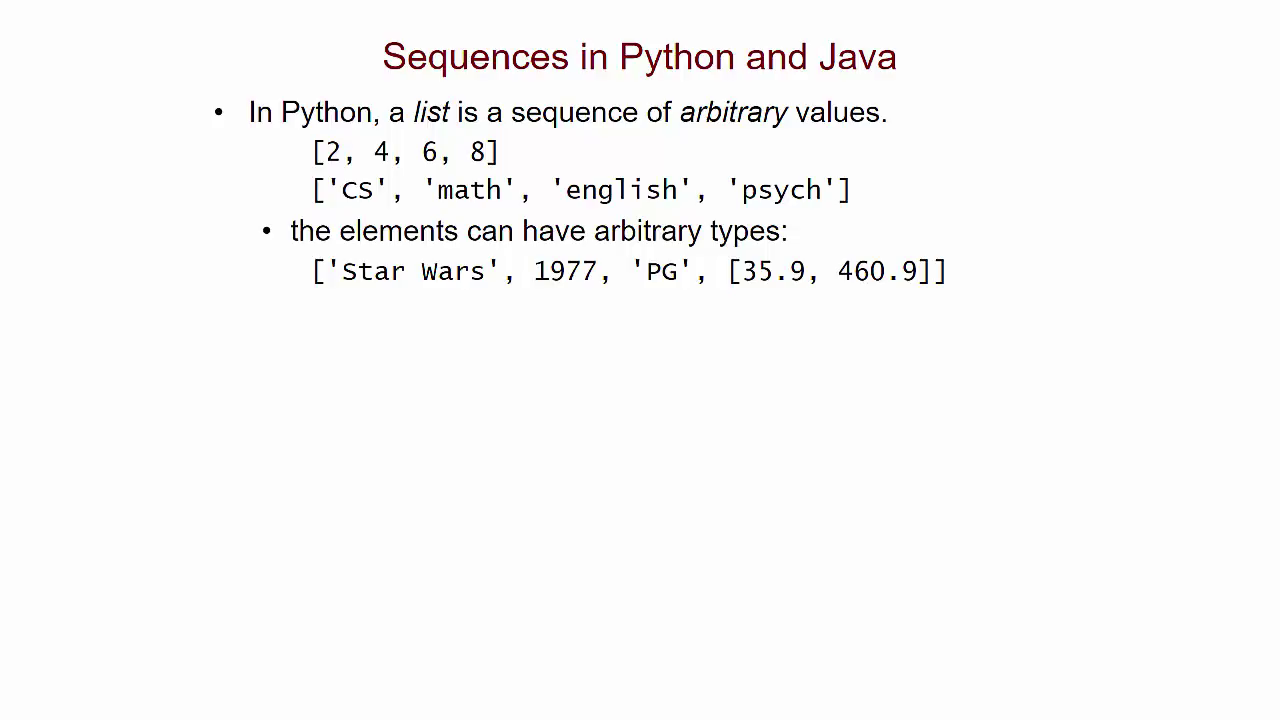 Sequences in Python and Java
• In Python, a list is a sequence of arbitrary values.
[2, 4, 6, 8]
['CS', 'math', 'english', 'psych']
• the elements can have arbitrary types:
['Star Wars', 1977, 'PG', [35.9, 460.9]]